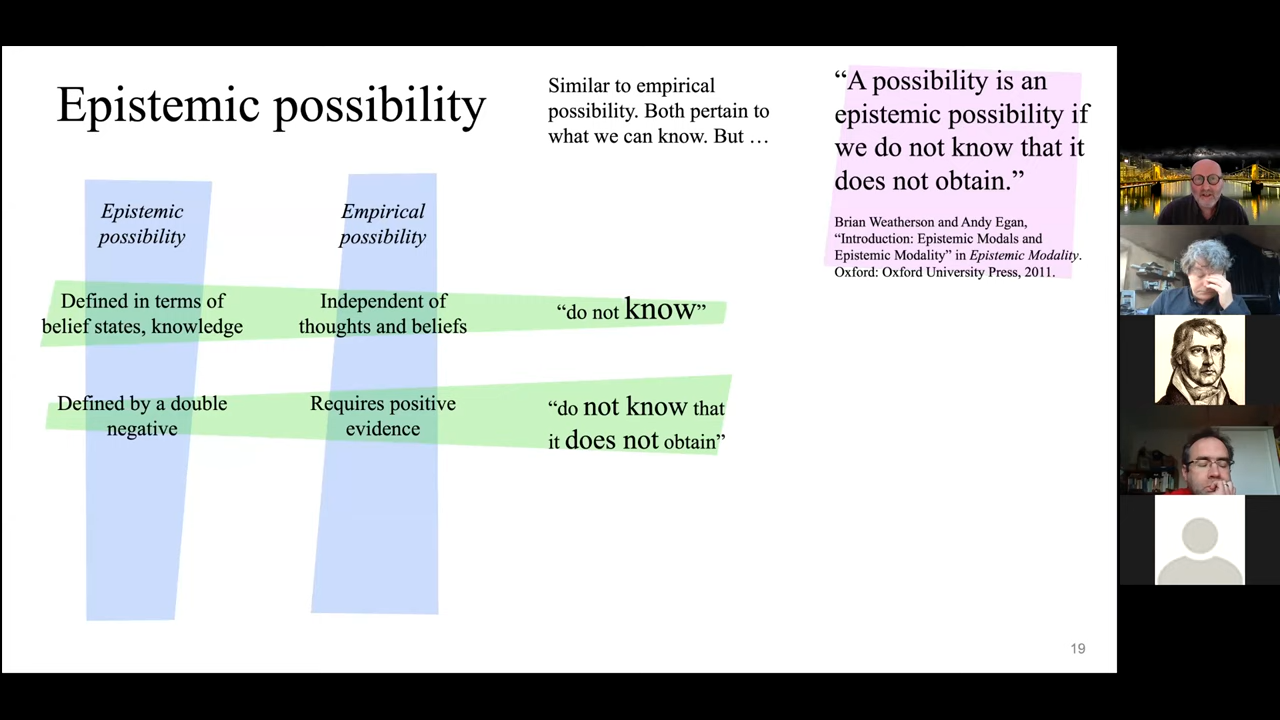 Epistemic possibility
Similar to empirical
possibility. Both pertain to
what we can know. But …
“A possibility is an
epistemic possibility if
we do not know that it
does not obtain.”
Brian Weatherson and Andy Egan,
“Introduction: Epistemic Modals and
Epistemic Modality” in Epistemic Modality.
Oxford: Oxford University Press, 2011.
Epistemic
possibility
Empirical
possibility
Defined in terms of
belief states, knowledge
Independent of
thoughts and beliefs
“do not know”
Defined by a double
negative
Requires positive
evidence
“do not know that
it does not obtain”
19